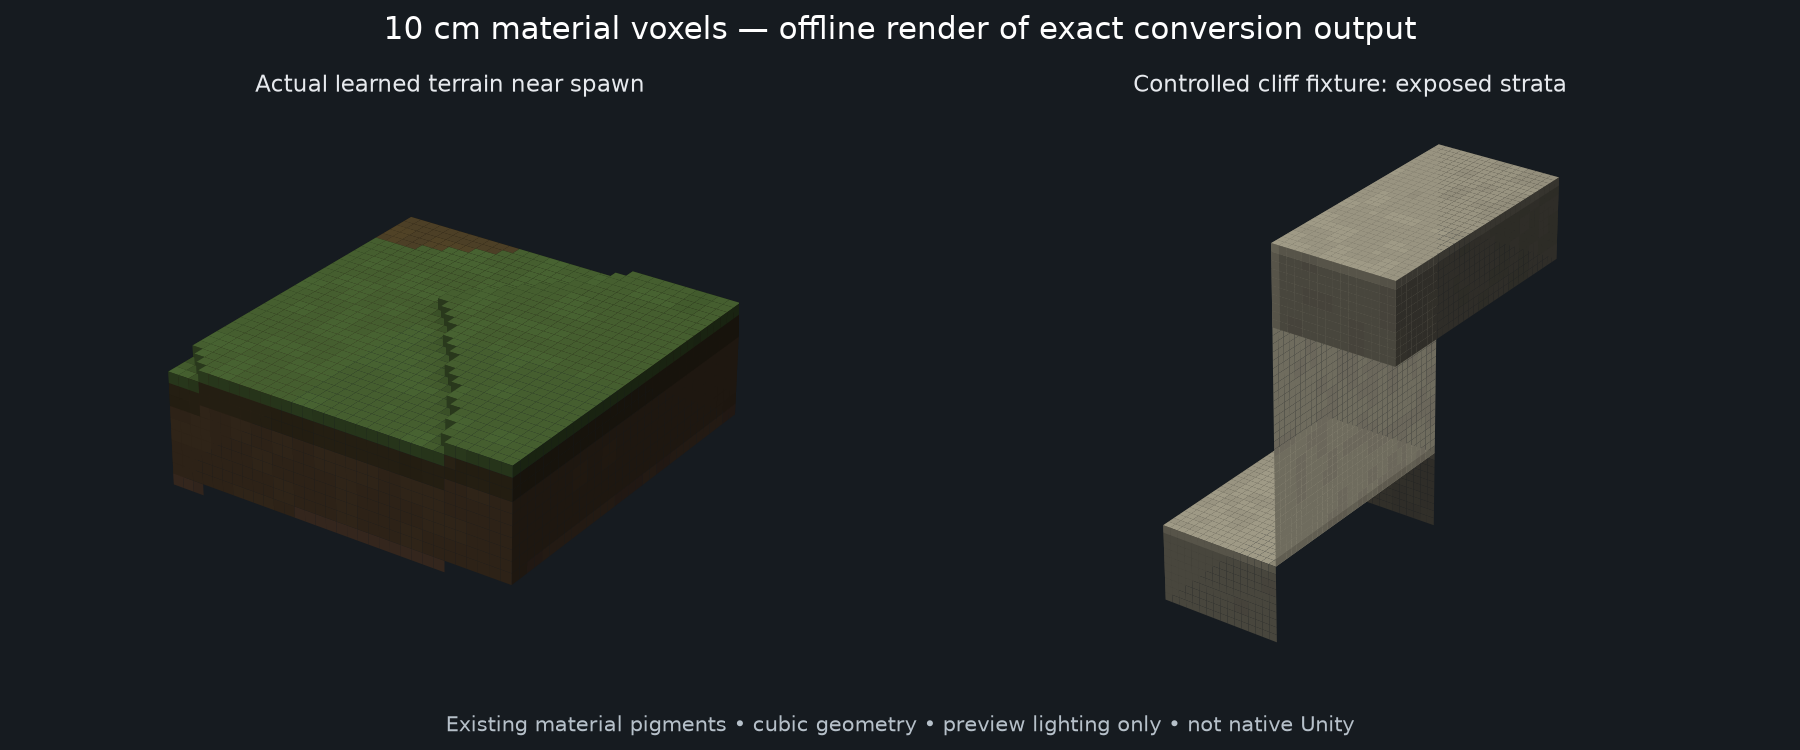 10 cm material voxels — offline render of exact conversion output
Actual learned terrain near spawn
Controlled cliff fixture: exposed strata
Existing material pigments • cubic geometry • preview lighting only • not native Unity